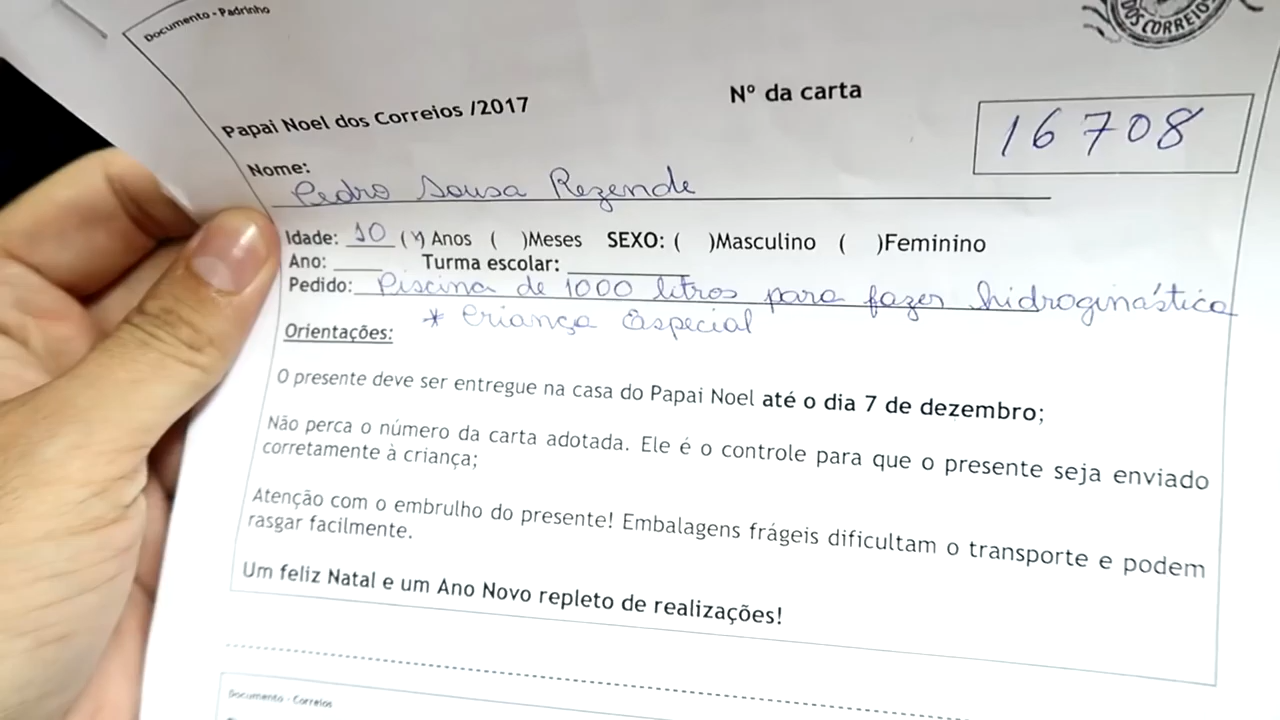 Documento - Padrinho
DOS CORREIOS
Papai Noel dos Correios /2017
Nº da carta
16708
Nome: Pedro Sousa Rezende
Idade: 10 (x) Anos ( )Meses SEXO: ( )Masculino ( )Feminino
Ano: ____ Turma escolar: ____
Pedido: Piscina de 1000 litros para fazer hidroginástica
* Criança Especial
Orientações:
O presente deve ser entregue na casa do Papai Noel até o dia 7 de dezembro;
Não perca o número da carta adotada. Ele é o controle para que o presente seja enviado
corretamente à criança;
Atenção com o embrulho do presente! Embalagens frágeis dificultam o transporte e podem
rasgar facilmente.
Um feliz Natal e um Ano Novo repleto de realizações!
Documento - Correios